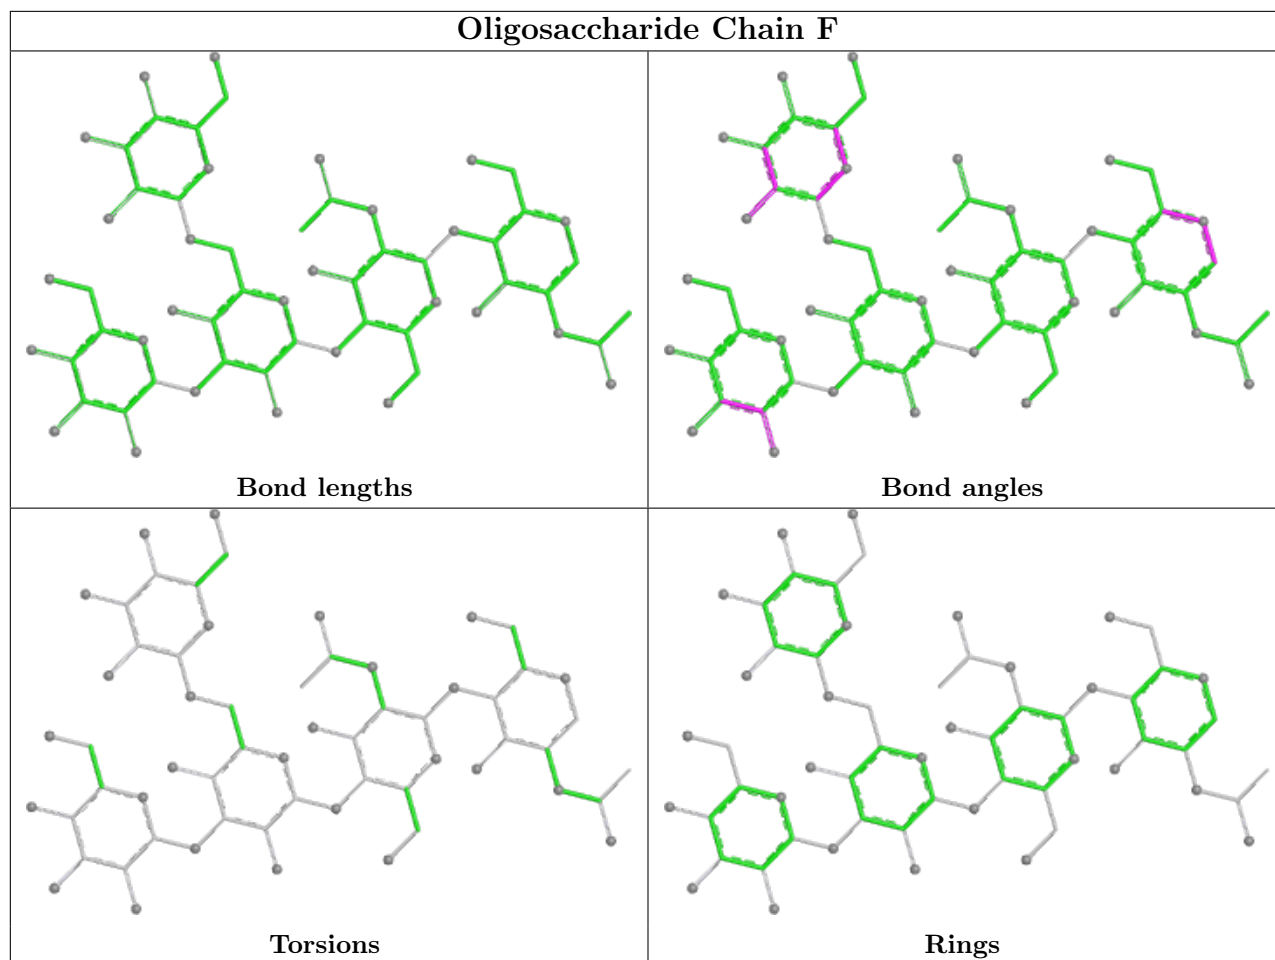 Oligosaccharide Chain F
Bond lengths
Bond angles
Torsions
Rings